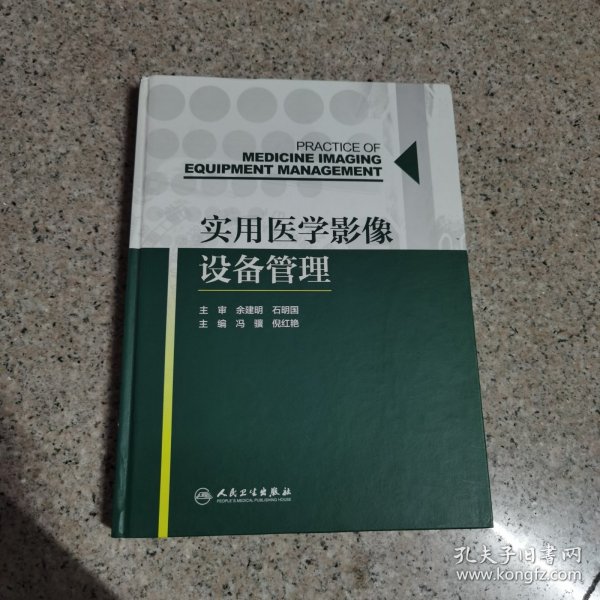 PRACTICE OF
MEDICINE IMAGING
EQUIPMENT MANAGEMENT
实用医学影像
设备管理
主 审 余建明 石明国
主 编 冯 骥 倪红艳
人民卫生出版社
PEOPLE'S MEDICAL PUBLISHING HOUSE
孔夫子旧书网
www.kongfz.com